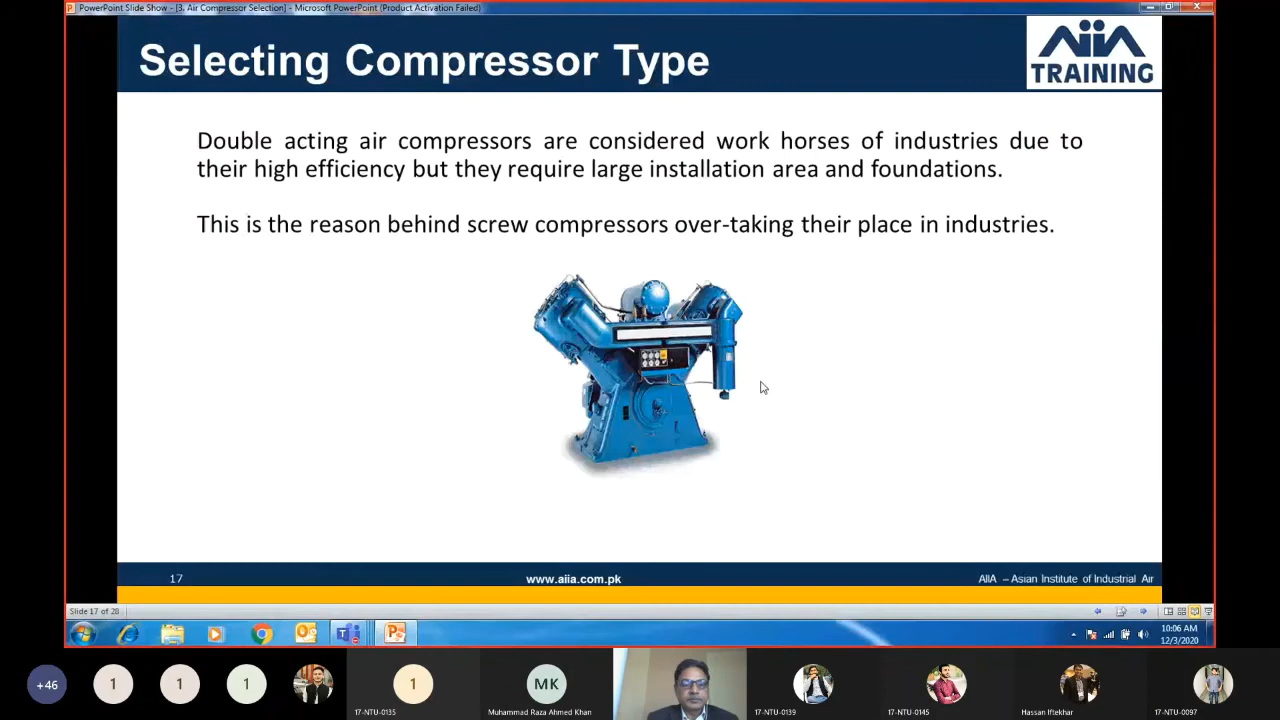 PowerPoint Slide Show - [3. Air Compressor Selection] - Microsoft PowerPoint (Product Activation Failed)
Selecting Compressor Type
AiiA
TRAINING
Double acting air compressors are considered work horses of industries due to
their high efficiency but they require large installation area and foundations.
This is the reason behind screw compressors over-taking their place in industries.
17
www.aiia.com.pk
AIIA – Asian Institute of Industrial Air
Slide 17 of 28
10:06 AM
12/3/2020
+46
1
1
1
1
MK
17-NTU-0135
Muhammad Raza Ahmed Khan
17-NTU-0139
17-NTU-0145
Hassan Iftekhar
17-NTU-0097